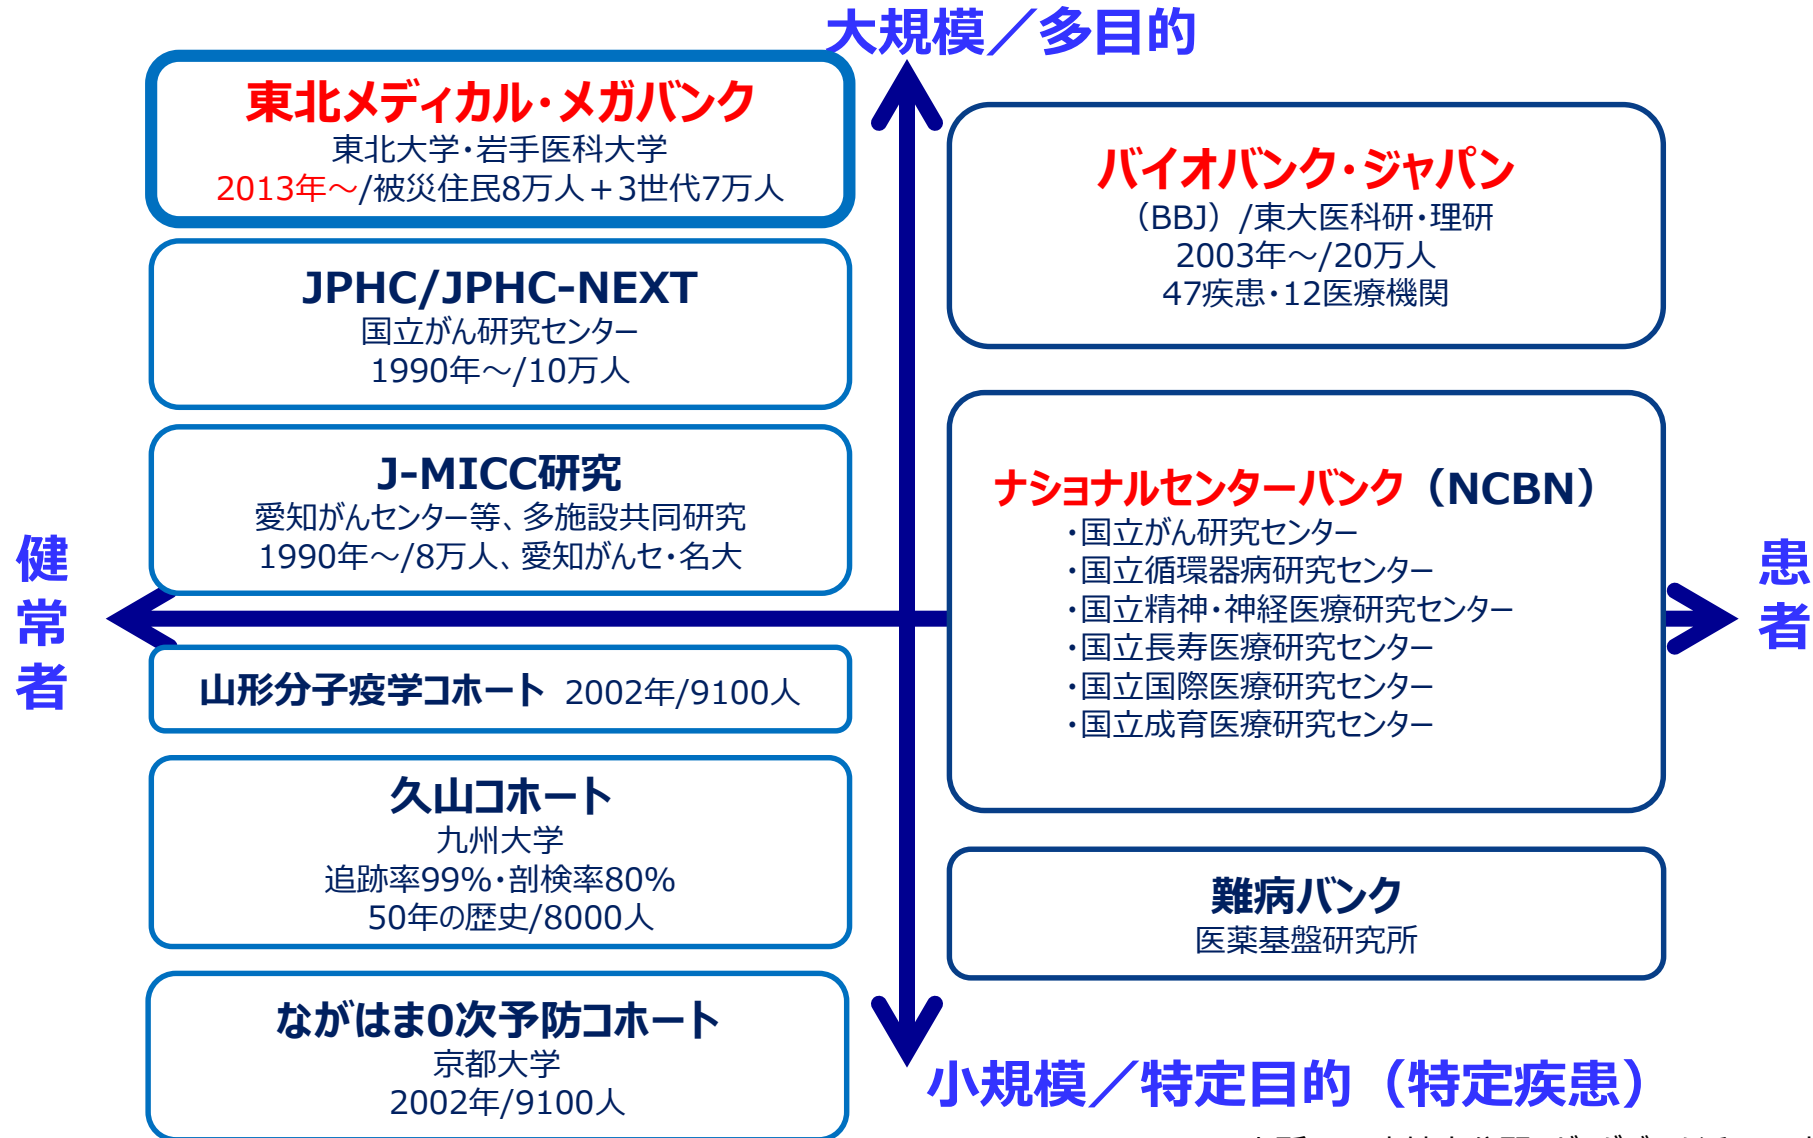 大規模／多目的
東北メディカル・メガバンク
東北大学・岩手医科大学
2013年～/被災住民8万人＋3世代7万人
JPHC/JPHC-NEXT
国立がん研究センター
1990年～/10万人
J-MICC研究
愛知がんセンター等、多施設共同研究
1990年～/8万人、愛知がんセ・名大
健常者
山形分子疫学コホート 2002年/9100人
久山コホート
九州大学
追跡率99%・剖検率80%
50年の歴史/8000人
ながはま0次予防コホート
京都大学
2002年/9100人
バイオバンク・ジャパン
（BBJ）/東大医科研・理研
2003年～/20万人
47疾患・12医療機関
ナショナルセンターバンク（NCBN）
・国立がん研究センター
・国立循環器病研究センター
・国立精神・神経医療研究センター
・国立長寿医療研究センター
・国立国際医療研究センター
・国立成育医療研究センター
患者
難病バンク
医薬基盤研究所
小規模／特定目的（特定疾患）